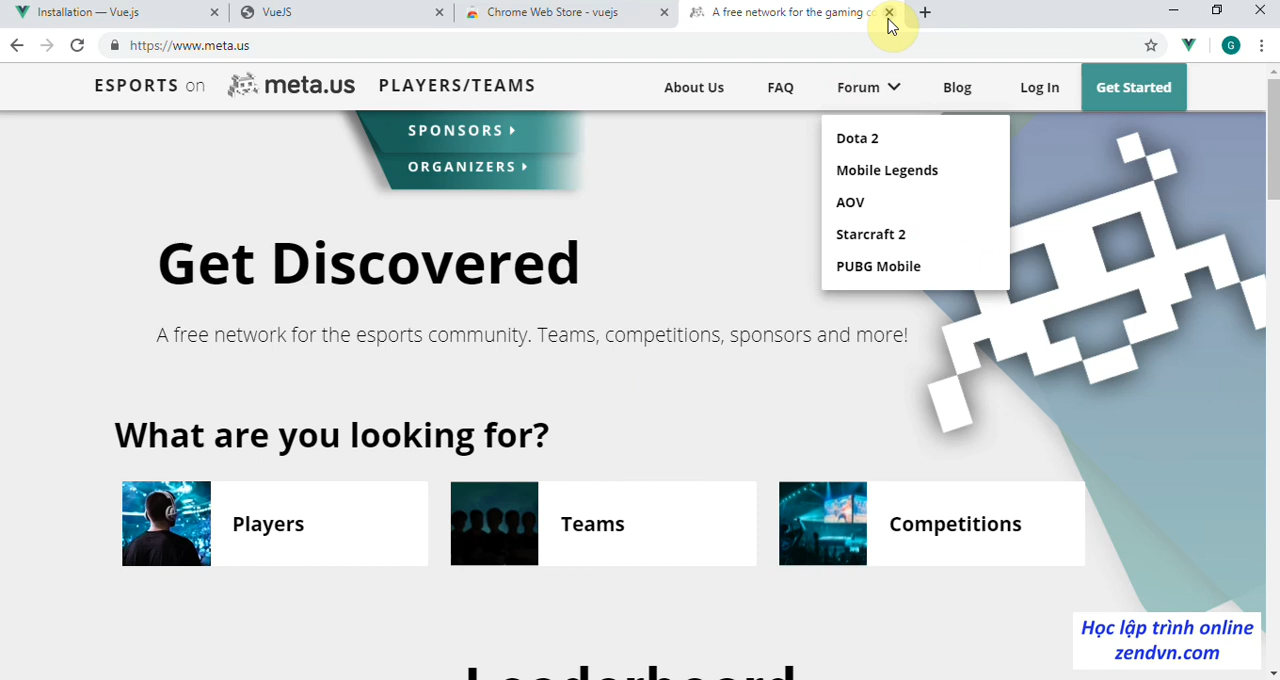 Installation — Vue.js
VueJS
Chrome Web Store - vuejs
A free network for the gaming co
https://www.meta.us
G
ESPORTS on
meta.us
PLAYERS/TEAMS
About Us
FAQ
Forum
Blog
Log In
Get Started
SPONSORS
ORGANIZERS
Dota 2
Mobile Legends
AOV
Starcraft 2
PUBG Mobile
Get Discovered
A free network for the esports community. Teams, competitions, sponsors and more!
What are you looking for?
Players
Teams
Competitions
Học lập trình online
zendvn.com
Leaderboard